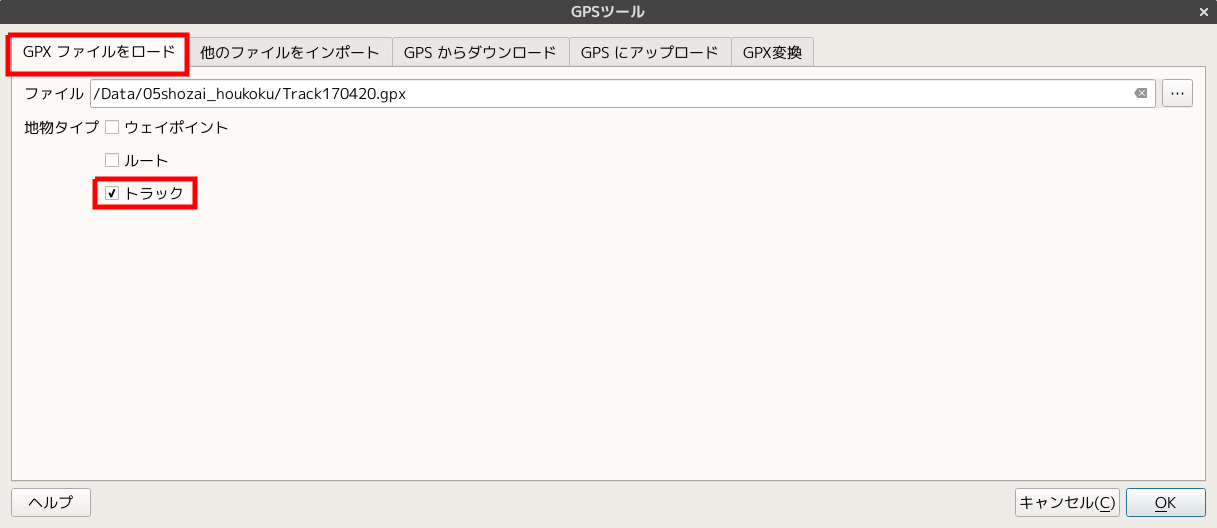 GPSツール
GPX ファイルをロード 他のファイルをインポート GPS からダウンロード GPS にアップロード GPX変換
ファイル /Data/05shozai_houkoku/Track170420.gpx ...
地物タイプ ウェイポイント
ルート
トラック
ヘルプ キャンセル(C) OK